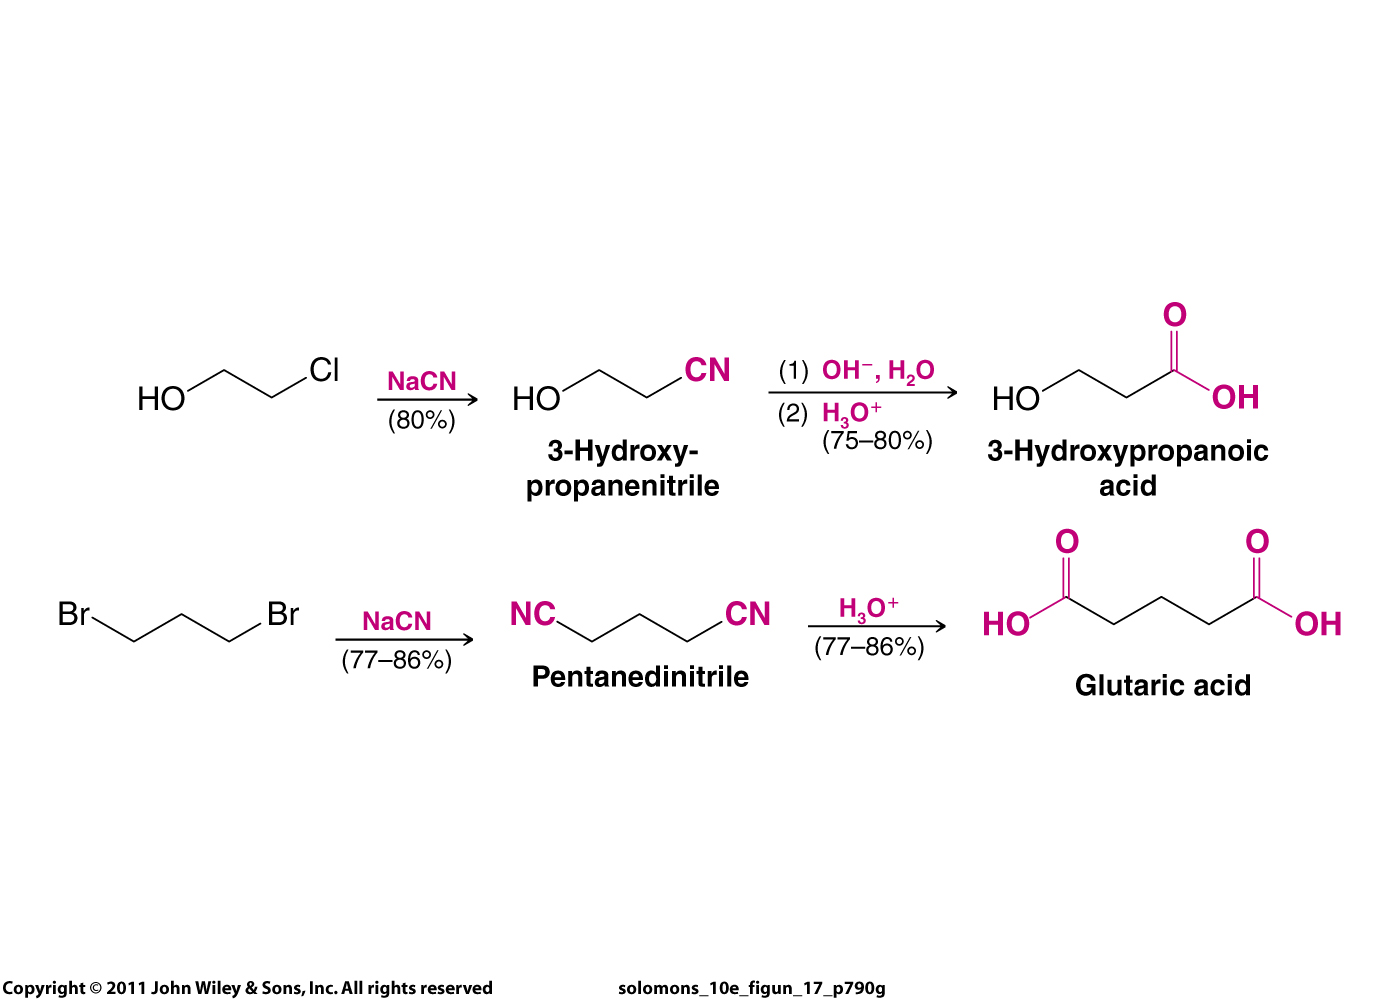 O
HO Cl NaCN HO CN (1) OH⁻, H₂O HO OH
(80%) (2) H₃O⁺
(75–80%)
3-Hydroxy-
propanenitrile
3-Hydroxypropanoic
acid
O O
Br Br NaCN NC CN H₃O⁺ HO OH
(77–86%) (77–86%)
Pentanedinitrile
Glutaric acid
Copyright © 2011 John Wiley & Sons, Inc. All rights reserved solomons_10e_figun_17_p790g